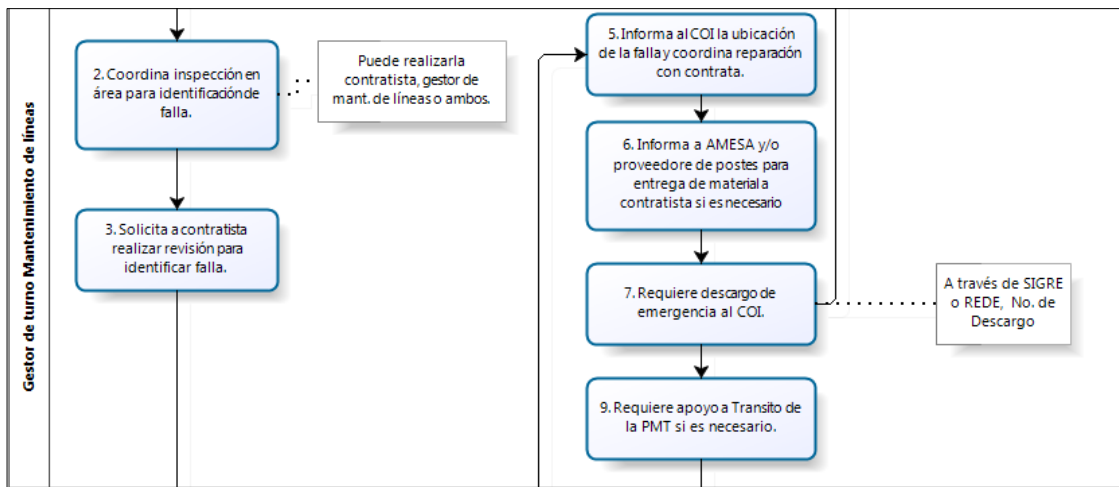 Gestor de turno Mantenimiento de líneas
2. Coordina inspección en
área para identificación de
falla.
Puede realizarla
contratista, gestor de
mant. de líneas o ambos.
3. Solicita a contratista
realizar revisión para
identificar falla.
5. Informa al COI la ubicación
de la falla y coordina reparación
con contrata.
6. Informa a AMESA y/o
proveedore de postes para
entrega de material a
contratista si es necesario
7. Requiere descargo de
emergencia al COI.
A través de SIGRE
o REDE, No. de
Descargo
9. Requiere apoyo a Transito de
la PMT si es necesario.